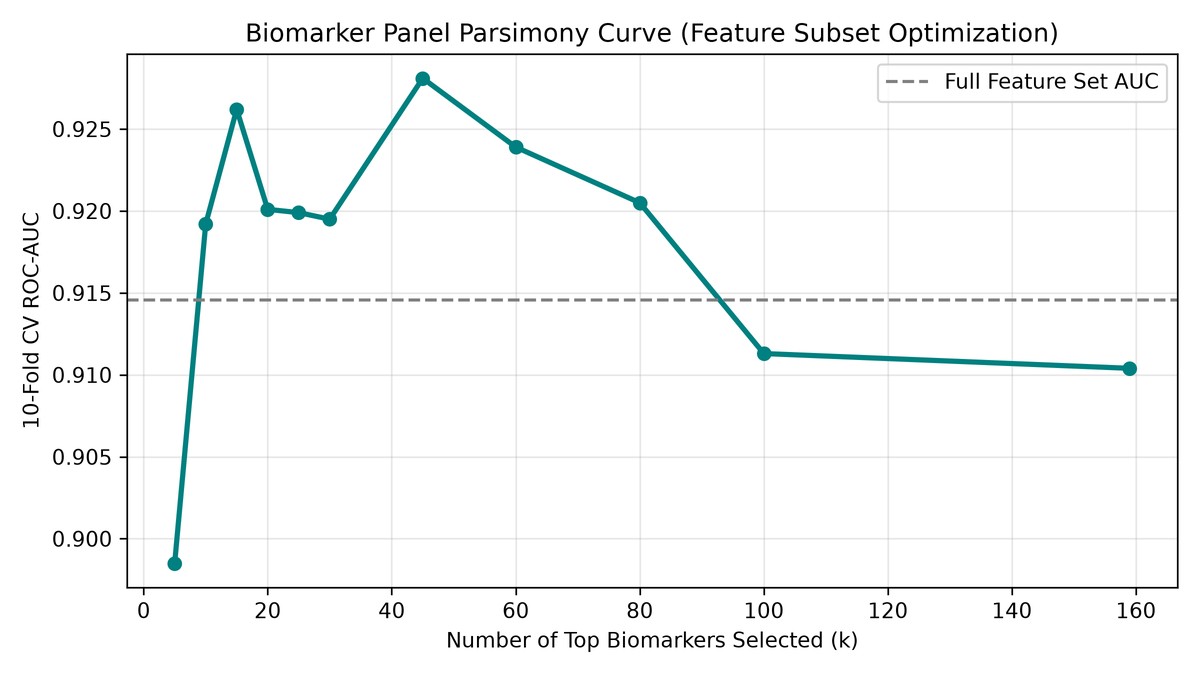 Biomarker Panel Parsimony Curve (Feature Subset Optimization)
Full Feature Set AUC
10-Fold CV ROC-AUC
0.925
0.920
0.915
0.910
0.905
0.900
0 20 40 60 80 100 120 140 160
Number of Top Biomarkers Selected (k)